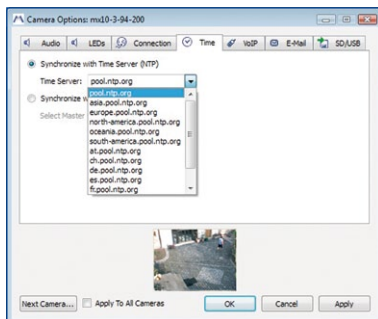 Camera Options: mx10-3-94-200
Audio LEDs Connection Time VoIP E-Mail SD/USB
Synchronize with Time Server (NTP)
Time Server: pool.ntp.org
pool.ntp.org
asia.pool.ntp.org
Synchronize w
europe.pool.ntp.org
Select Master
north-america.pool.ntp.org
oceania.pool.ntp.org
south-america.pool.ntp.org
at.pool.ntp.org
ch.pool.ntp.org
de.pool.ntp.org
es.pool.ntp.org
fr.pool.ntp.org
Next Camera... Apply To All Cameras OK Cancel Apply